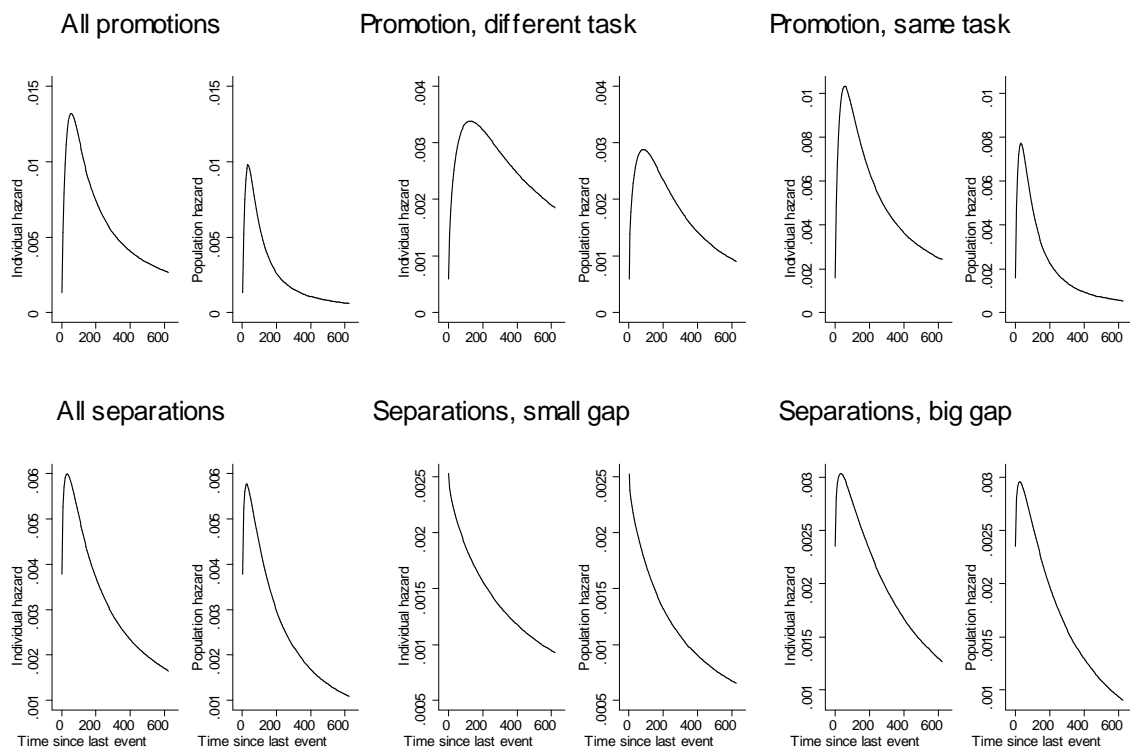 All promotions
Promotion, different task
Promotion, same task
Individual hazard
0 .005 .01 .015
0 200 400 600
Population hazard
0 .005 .01 .015
0 200 400 600
Individual hazard
0 .001 .002 .003 .004
0 200 400 600
Population hazard
0 .001 .002 .003 .004
0 200 400 600
Individual hazard
0 .002 .004 .006 .008 .01
0 200 400 600
Population hazard
0 .002 .004 .006 .008 .01
0 200 400 600
All separations
Separations, small gap
Separations, big gap
Individual hazard
.001 .002 .003 .004 .005 .006
0 200 400 600
Time since last event
Population hazard
.001 .002 .003 .004 .005 .006
0 200 400 600
Time since last event
Individual hazard
.0005 .001 .0015 .002 .0025
0 200 400 600
Time since last event
Population hazard
.0005 .001 .0015 .002 .0025
0 200 400 600
Time since last event
Individual hazard
.001 .0015 .002 .0025 .003
0 200 400 600
Time since last event
Population hazard
.001 .0015 .002 .0025 .003
0 200 400 600
Time since last event